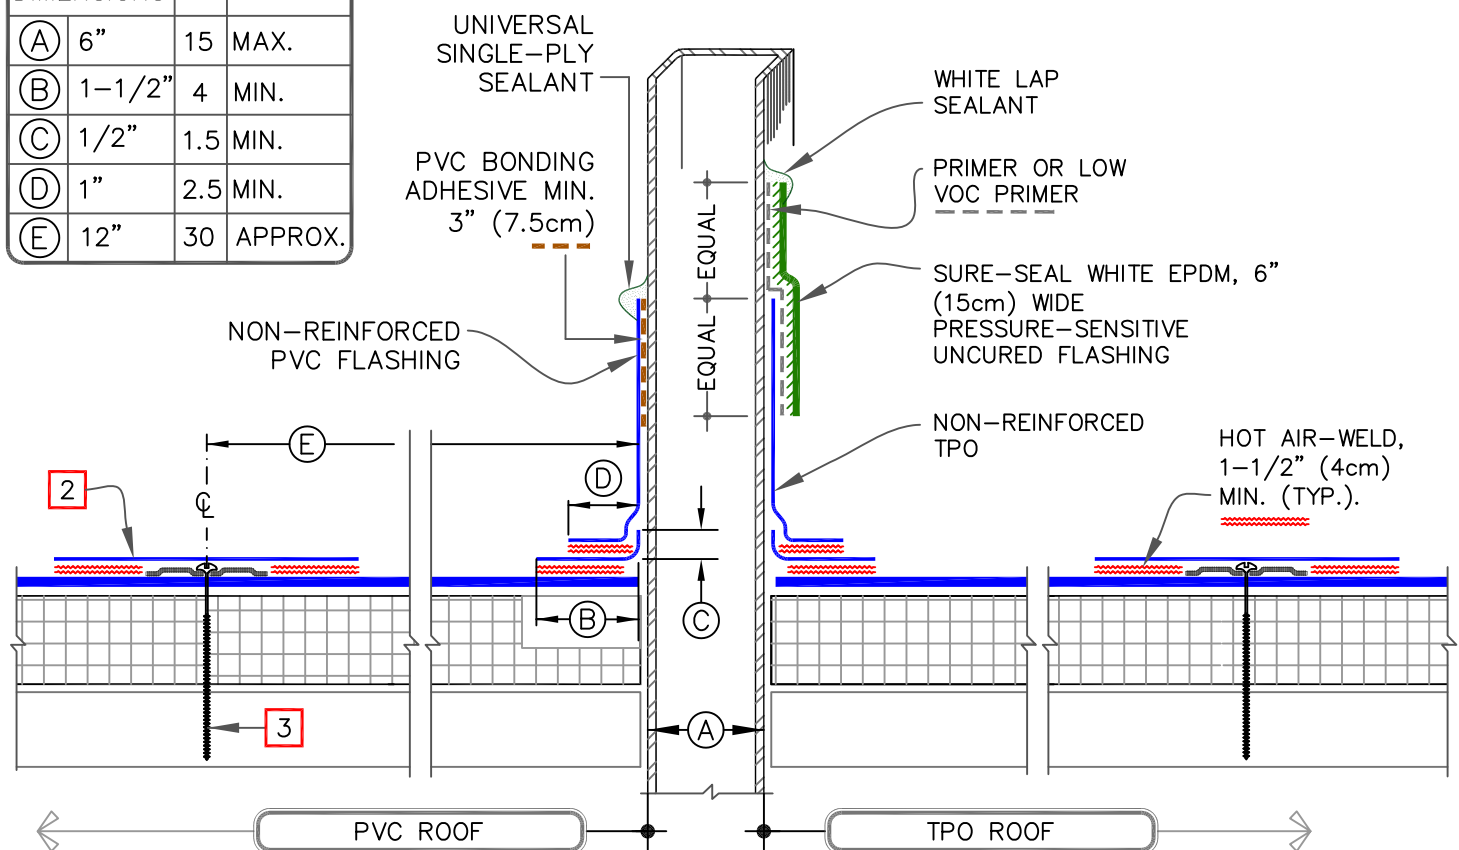 DIMENSIONS
A 6" 15 MAX.
B 1-1/2" 4 MIN.
C 1/2" 1.5 MIN.
D 1" 2.5 MIN.
E 12" 30 APPROX.
UNIVERSAL
SINGLE-PLY
SEALANT
PVC BONDING
ADHESIVE MIN.
3" (7.5cm)
NON-REINFORCED
PVC FLASHING
WHITE LAP
SEALANT
PRIMER OR LOW
VOC PRIMER
SURE-SEAL WHITE EPDM, 6"
(15cm) WIDE
PRESSURE-SENSITIVE
UNCURED FLASHING
NON-REINFORCED
TPO
HOT AIR-WELD,
1-1/2" (4cm)
MIN. (TYP.).
EQUAL
EQUAL
E
D
2
CL
B
C
3
A
PVC ROOF
TPO ROOF